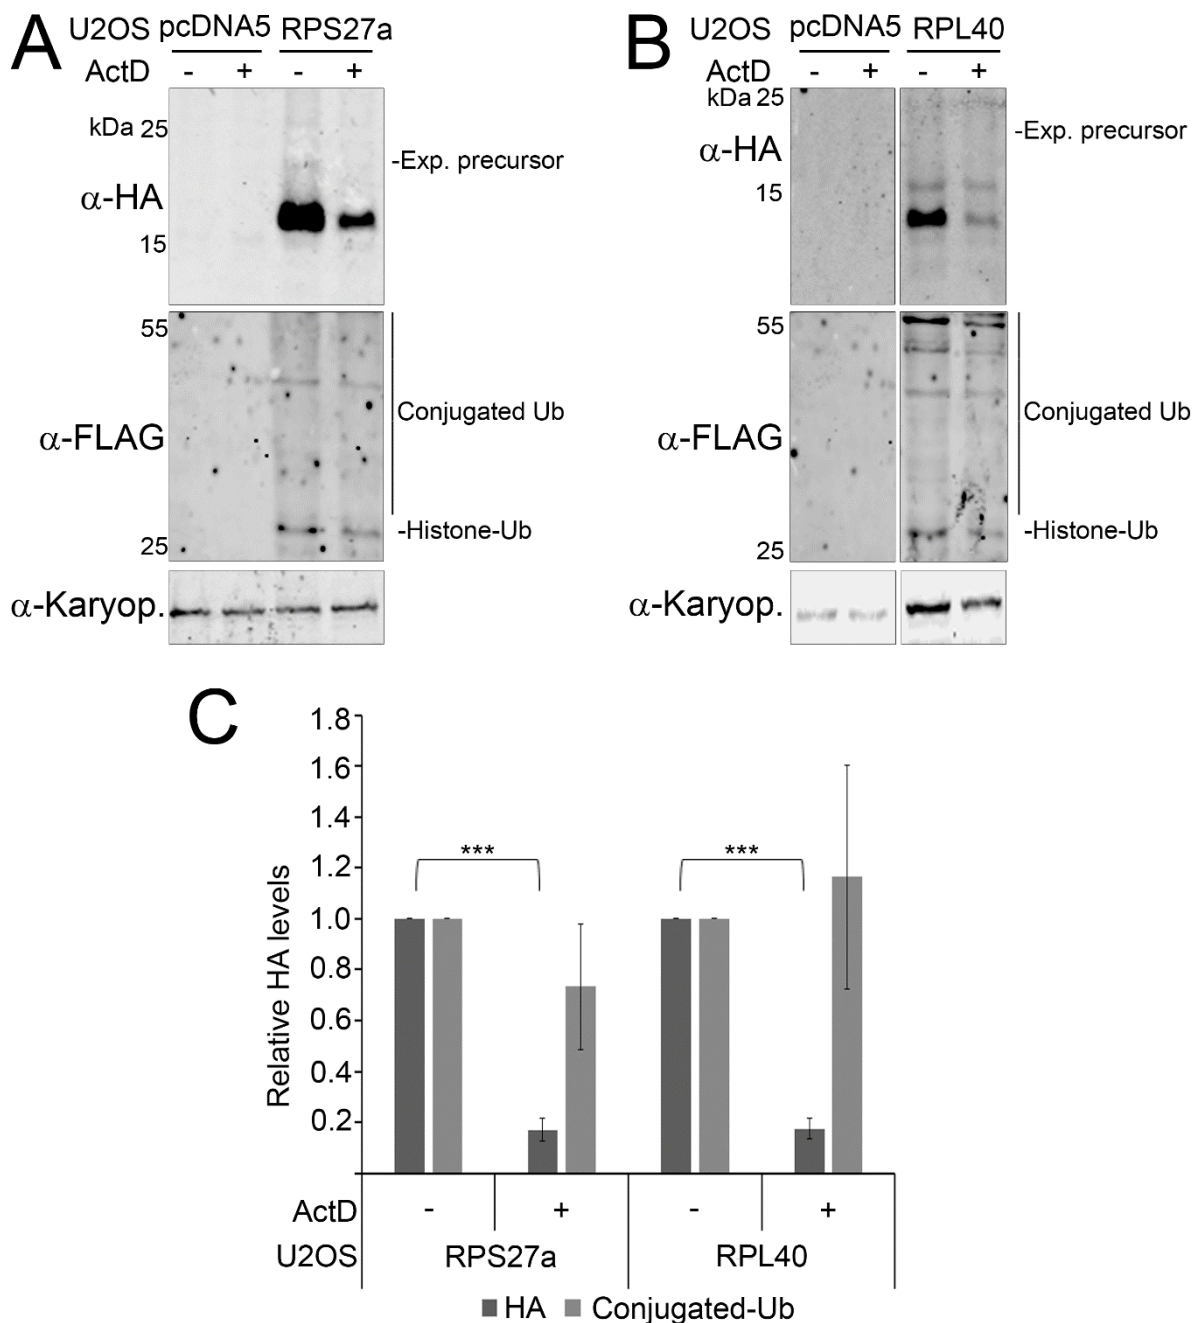 A U2OS pcDNA5 RPS27a
ActD - + - +
kDa 25
-Exp. precursor
α-HA
15
55
Conjugated Ub
α-FLAG
-Histone-Ub
25
α-Karyop.
B U2OS pcDNA5 RPL40
ActD - + - +
kDa 25
-Exp. precursor
α-HA
15
55
Conjugated Ub
α-FLAG
-Histone-Ub
25
α-Karyop.
C
1.8
1.6
1.4
1.2
1.0
0.8
0.6
0.4
0.2
Relative HA levels
*** ***
ActD - + - +
U2OS RPS27a RPL40
HA Conjugated-Ub